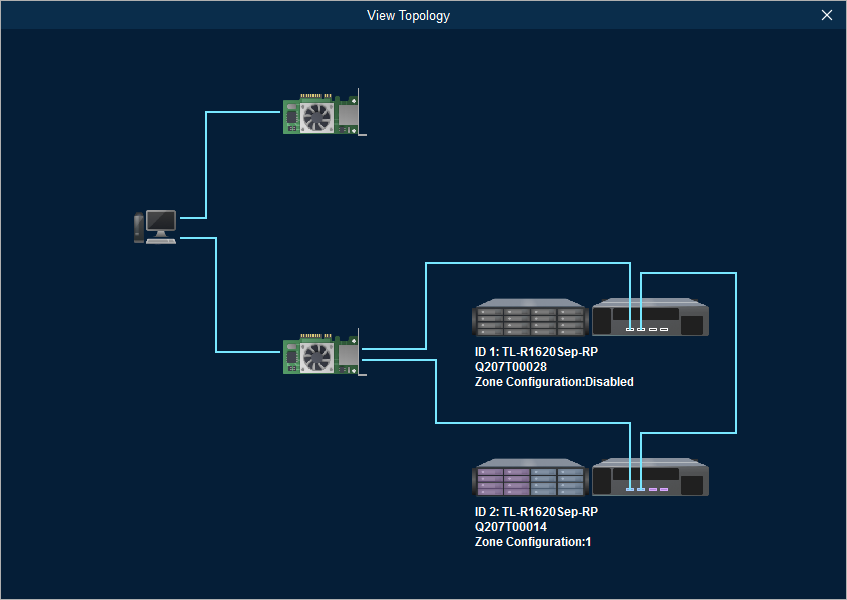 View Topology
ID 1: TL-R1620Sep-RP
Q207T00028
Zone Configuration:Disabled
ID 2: TL-R1620Sep-RP
Q207T00014
Zone Configuration:1